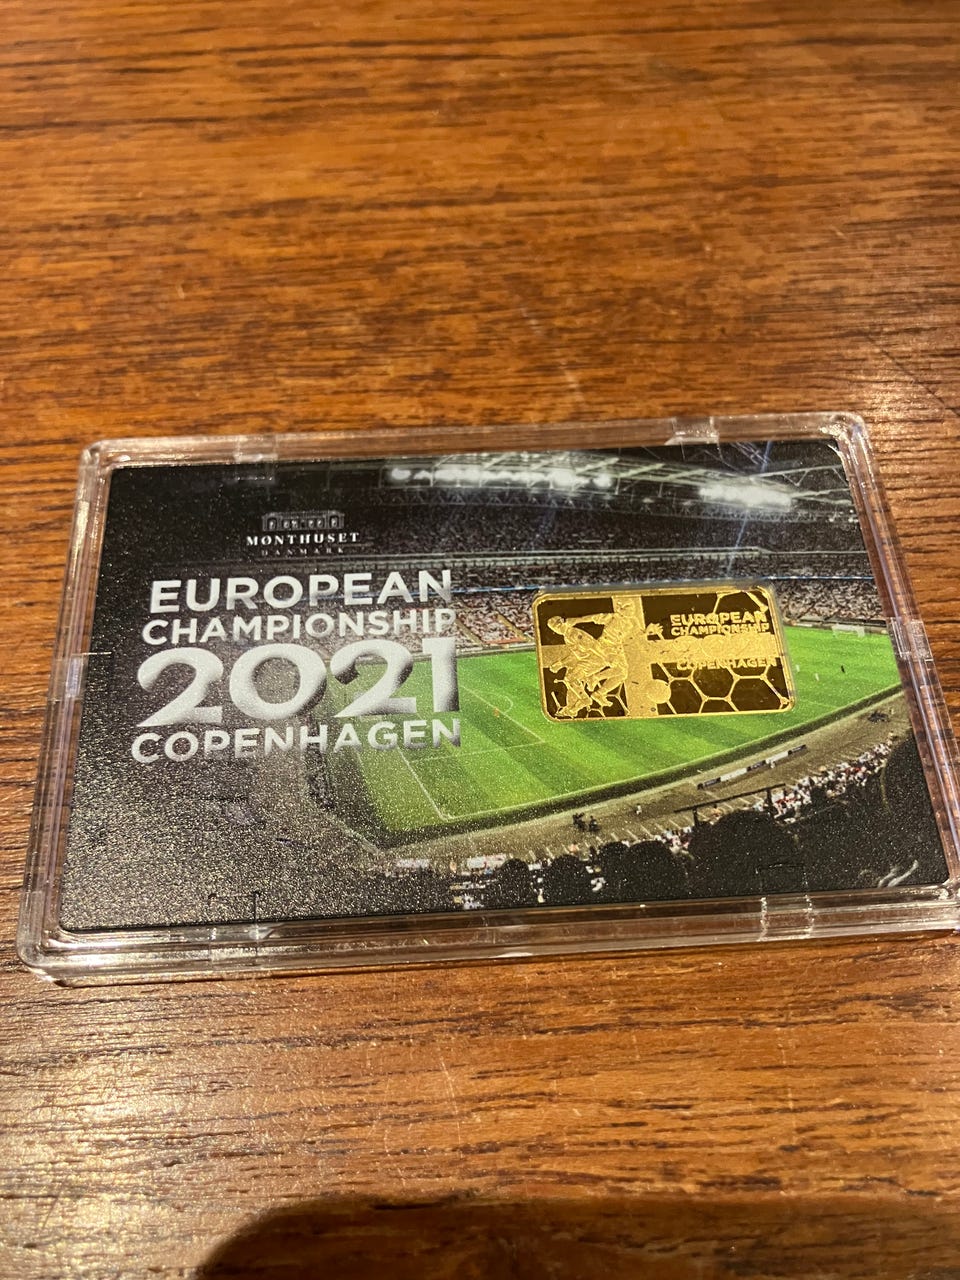 MONTHUSET
DANMARK
EUROPEAN
CHAMPIONSHIP
2021
COPENHAGEN
EUROPEAN
CHAMPIONSHIP
COPENHAGEN